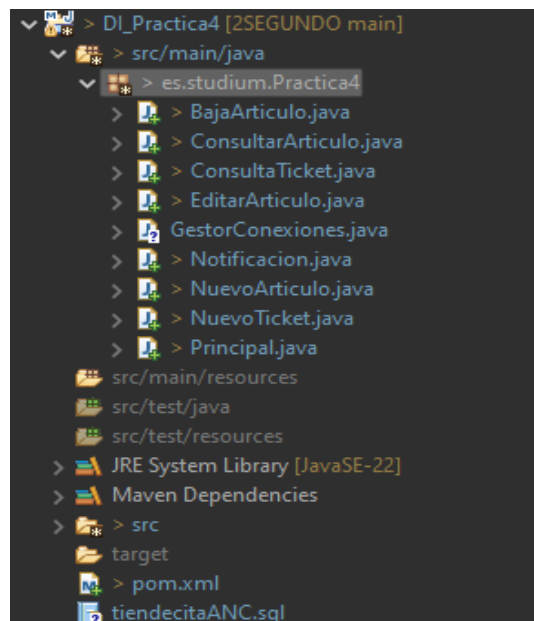 > DI_Practica4 [2SEGUNDO main]
> src/main/java
> es.studium.Practica4
> BajaArticulo.java
> ConsultarArticulo.java
> ConsultaTicket.java
> EditarArticulo.java
GestorConexiones.java
> Notificacion.java
> NuevoArticulo.java
> NuevoTicket.java
> Principal.java
src/main/resources
src/test/java
src/test/resources
JRE System Library [JavaSE-22]
Maven Dependencies
> src
target
> pom.xml
tiendecitaANC.sql